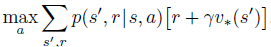 max_a ∑_{s',r} p(s', r|s, a)[r + γv_*(s')]